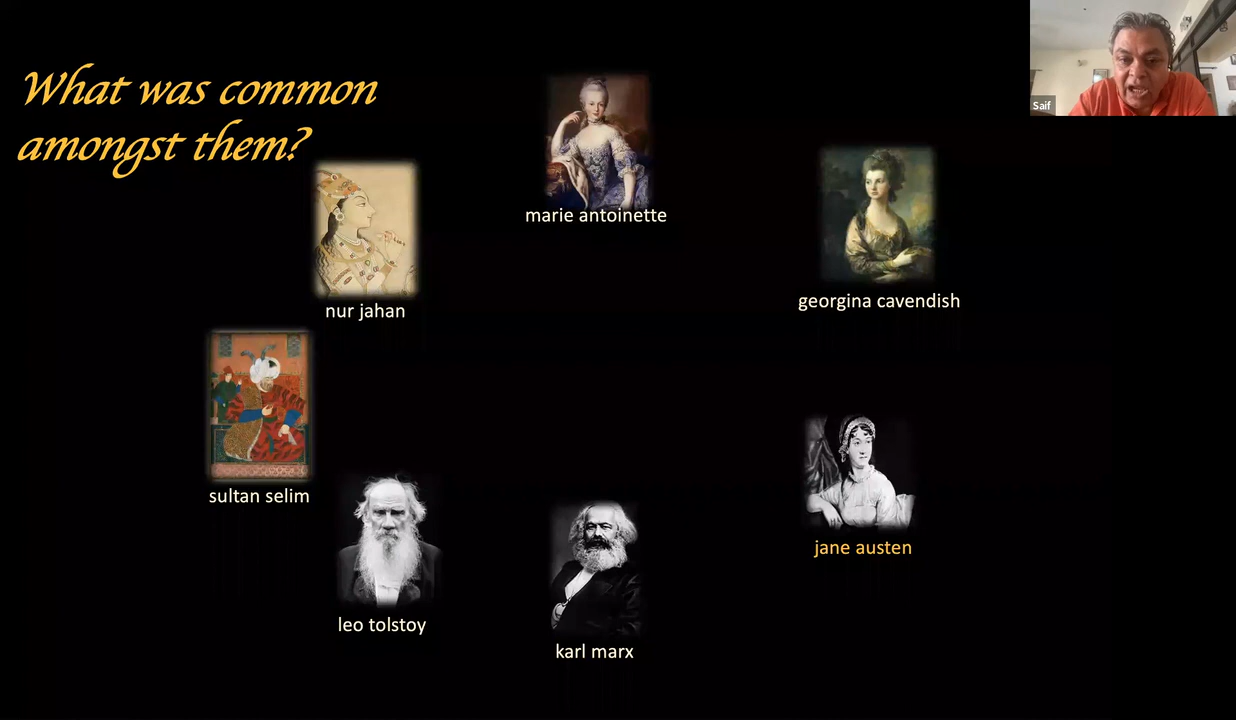 What was common
amongst them?
Saif
marie antoinette
georgina cavendish
nur jahan
sultan selim
jane austen
leo tolstoy
karl marx